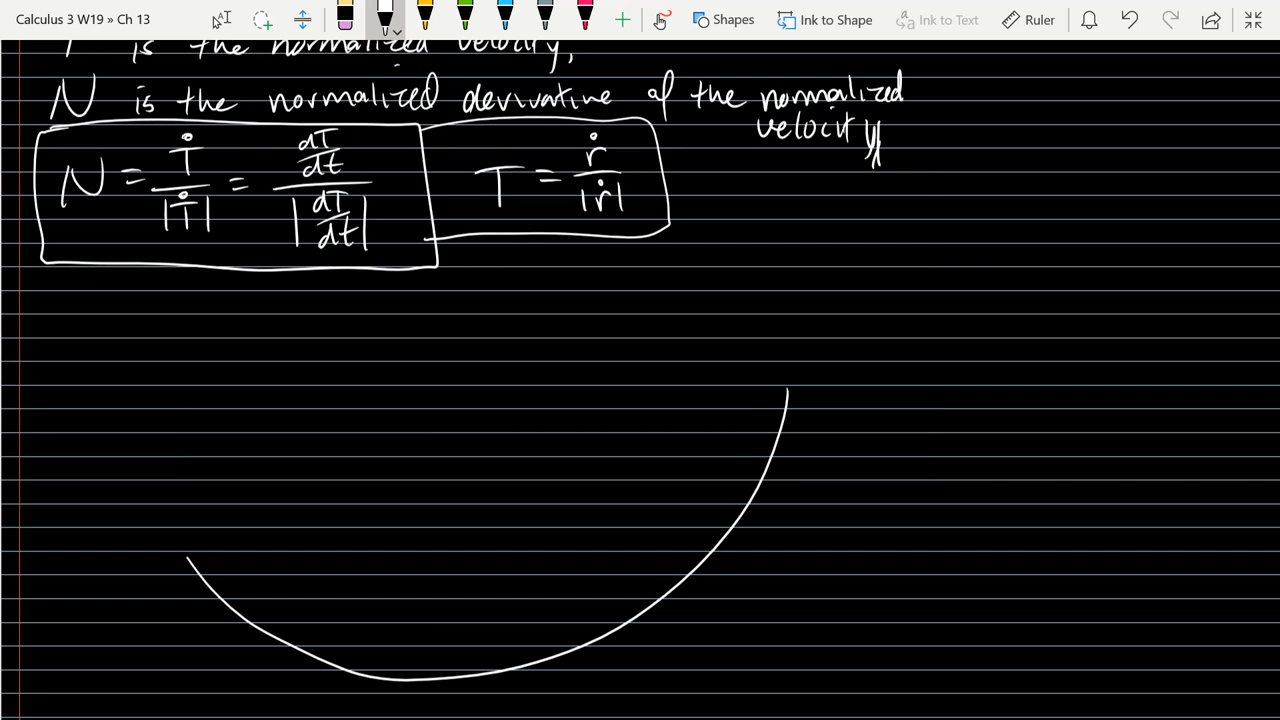 Calculus 3 W19 » Ch 13
Shapes
Ink to Shape
Ink to Text
Ruler
T is the normalized velocity,
N is the normalized derivative of the normalized
velocity
N = Ṫ / |Ṫ| = dT/dt / |dT/dt|
T = ṙ / |ṙ|